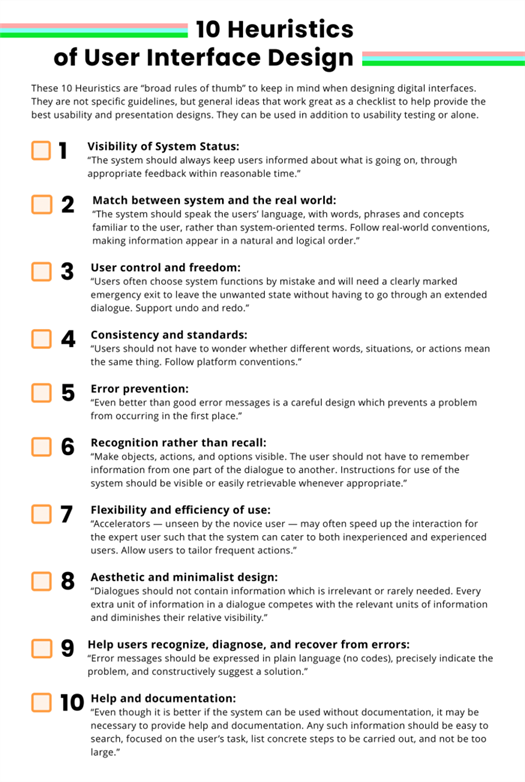 10 Heuristics
of User Interface Design
These 10 Heuristics are “broad rules of thumb” to keep in mind when designing digital interfaces.
They are not specific guidelines, but general ideas that work great as a checklist to help provide the
best usability and presentation designs. They can be used in addition to usability testing or alone.
1 Visibility of System Status:
“The system should always keep users informed about what is going on, through
appropriate feedback within reasonable time.”
2 Match between system and the real world:
“The system should speak the users’ language, with words, phrases and concepts
familiar to the user, rather than system-oriented terms. Follow real-world conventions,
making information appear in a natural and logical order.”
3 User control and freedom:
“Users often choose system functions by mistake and will need a clearly marked
emergency exit to leave the unwanted state without having to go through an extended
dialogue. Support undo and redo.”
4 Consistency and standards:
“Users should not have to wonder whether different words, situations, or actions mean
the same thing. Follow platform conventions.”
5 Error prevention:
“Even better than good error messages is a careful design which prevents a problem
from occurring in the first place.”
6 Recognition rather than recall:
“Make objects, actions, and options visible. The user should not have to remember
information from one part of the dialogue to another. Instructions for use of the
system should be visible or easily retrievable whenever appropriate.”
7 Flexibility and efficiency of use:
“Accelerators — unseen by the novice user — may often speed up the interaction for
the expert user such that the system can cater to both inexperienced and experienced
users. Allow users to tailor frequent actions.”
8 Aesthetic and minimalist design:
“Dialogues should not contain information which is irrelevant or rarely needed. Every
extra unit of information in a dialogue competes with the relevant units of information
and diminishes their relative visibility.”
9 Help users recognize, diagnose, and recover from errors:
“Error messages should be expressed in plain language (no codes), precisely indicate the
problem, and constructively suggest a solution.”
10 Help and documentation:
“Even though it is better if the system can be used without documentation, it may be
necessary to provide help and documentation. Any such information should be easy to
search, focused on the user’s task, list concrete steps to be carried out, and not be too
large.”